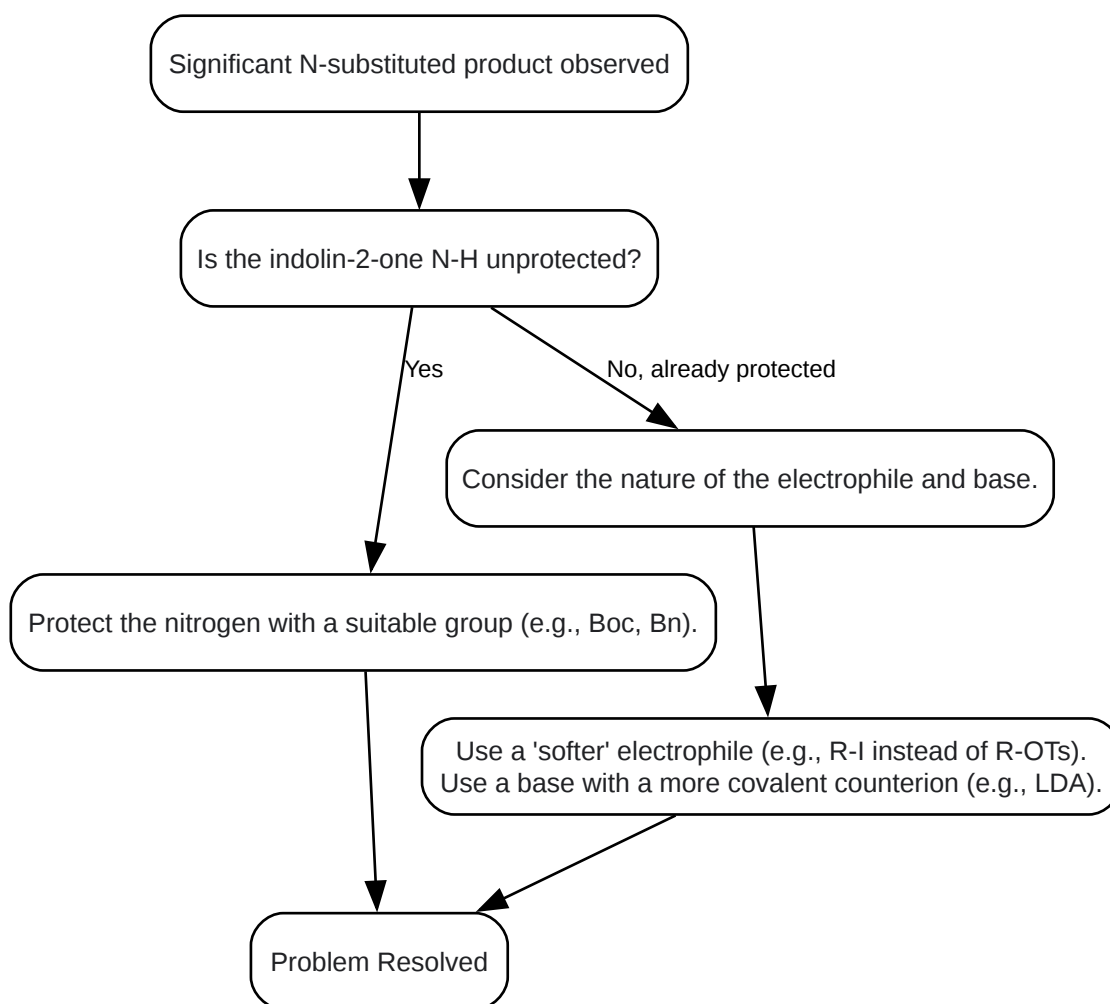 Significant N-substituted product observed
Is the indolin-2-one N-H unprotected?
Yes
No, already protected
Consider the nature of the electrophile and base.
Protect the nitrogen with a suitable group (e.g., Boc, Bn).
Use a 'softer' electrophile (e.g., R-I instead of R-OTs).
Use a base with a more covalent counterion (e.g., LDA).
Problem Resolved